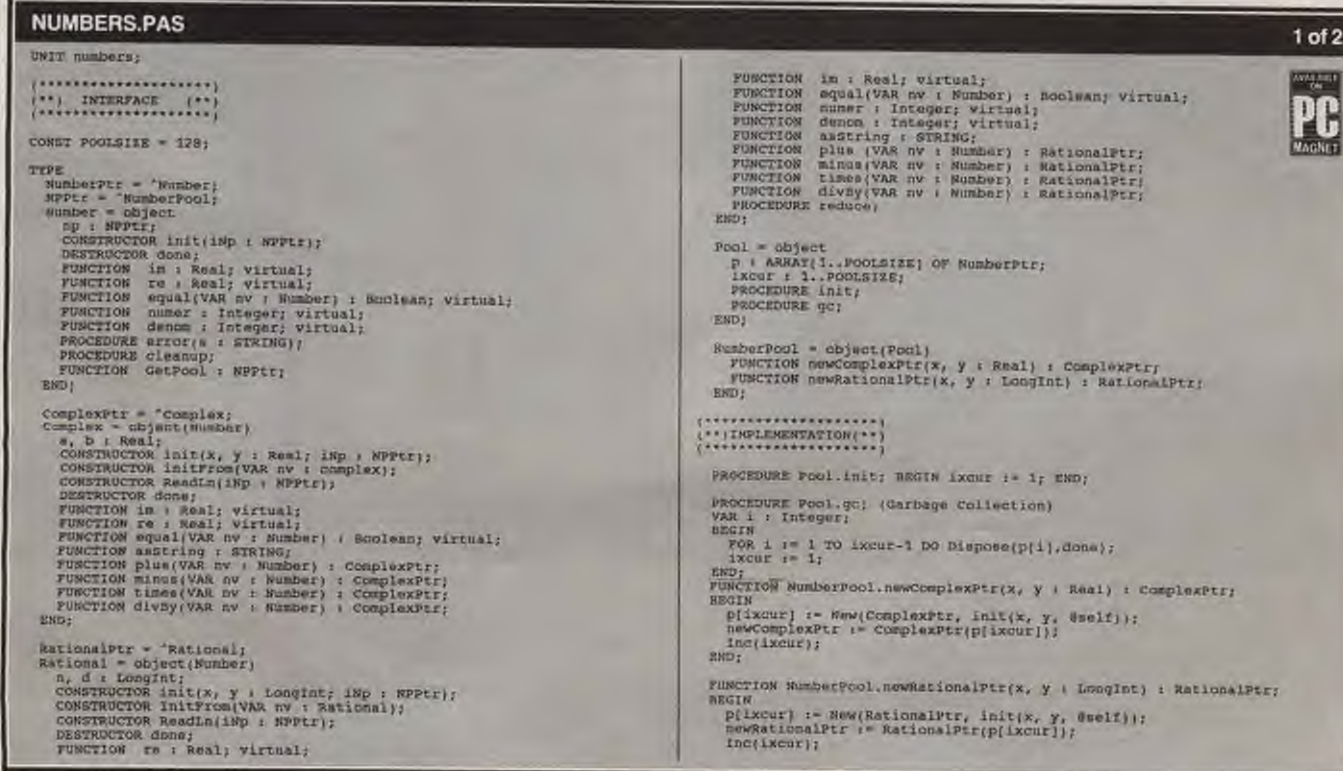 NUMBERS.PAS
1 of 2
UNIT numbers;
(********************)
(**)  INTERFACE    (**)
(********************)
CONST POOLSIZE = 128;
TYPE
NumberPtr = ^Number;
NPPtr = ^NumberPool;
Number = object
np : NPPtr;
CONSTRUCTOR init(iNp : NPPtr);
DESTRUCTOR done;
FUNCTION im : Real; virtual;
FUNCTION re : Real; virtual;
FUNCTION equal(VAR nv : Number) : Boolean; virtual;
FUNCTION numer : Integer; virtual;
FUNCTION denom : Integer; virtual;
PROCEDURE error(s : STRING);
PROCEDURE cleanup;
FUNCTION GetPool : NPPtr;
END;
ComplexPtr = ^Complex;
Complex = object(Number)
a, b : Real;
CONSTRUCTOR init(x, y : Real; iNp : NPPtr);
CONSTRUCTOR initFrom(VAR nv : complex);
CONSTRUCTOR ReadLn(iNp : NPPtr);
DESTRUCTOR done;
FUNCTION im : Real; virtual;
FUNCTION re : Real; virtual;
FUNCTION equal(VAR nv : Number) : Boolean; virtual;
FUNCTION asString : STRING;
FUNCTION plus(VAR nv : Number) : ComplexPtr;
FUNCTION minus(VAR nv : Number) : ComplexPtr;
FUNCTION times(VAR nv : Number) : ComplexPtr;
FUNCTION divBy(VAR nv : Number) : ComplexPtr;
END;
RationalPtr = ^Rational;
Rational = object(Number)
n, d : LongInt;
CONSTRUCTOR init(x, y : LongInt; iNp : NPPtr);
CONSTRUCTOR InitFrom(VAR nv : Rational);
CONSTRUCTOR ReadLn(iNp : NPPtr);
DESTRUCTOR done;
FUNCTION re : Real; virtual;
FUNCTION im : Real; virtual;
FUNCTION equal(VAR nv : Number) : Boolean; virtual;
FUNCTION numer : Integer; virtual;
FUNCTION denom : Integer; virtual;
FUNCTION asString : STRING;
FUNCTION plus (VAR nv : Number) : RationalPtr;
FUNCTION minus(VAR nv : Number) : RationalPtr;
FUNCTION times(VAR nv : Number) : RationalPtr;
FUNCTION divBy(VAR nv : Number) : RationalPtr;
PROCEDURE reduce;
END;
Pool = object
p : ARRAY[1..POOLSIZE] OF NumberPtr;
ixcur : 1..POOLSIZE;
PROCEDURE init;
PROCEDURE gc;
END;
NumberPool = object(Pool)
FUNCTION newComplexPtr(x, y : Real) : ComplexPtr;
FUNCTION newRationalPtr(x, y : LongInt) : RationalPtr;
END;
(********************)
(**)IMPLEMENTATION(**)
(********************)
PROCEDURE Pool.init; BEGIN ixcur := 1; END;
PROCEDURE Pool.gc; {Garbage Collection}
VAR i : Integer;
BEGIN
FOR i := 1 TO ixcur-1 DO Dispose(p[i],done);
ixcur := 1;
END;
FUNCTION NumberPool.newComplexPtr(x, y : Real) : ComplexPtr;
BEGIN
p[ixcur] := New(ComplexPtr, init(x, y, @self));
newComplexPtr := ComplexPtr(p[ixcur]);
Inc(ixcur);
END;
FUNCTION NumberPool.newRationalPtr(x, y : LongInt) : RationalPtr;
BEGIN
p[ixcur] := New(RationalPtr, init(x, y, @self));
newRationalPtr := RationalPtr(p[ixcur]);
Inc(ixcur);
AVAILABLE
ON
PC
MAGNET